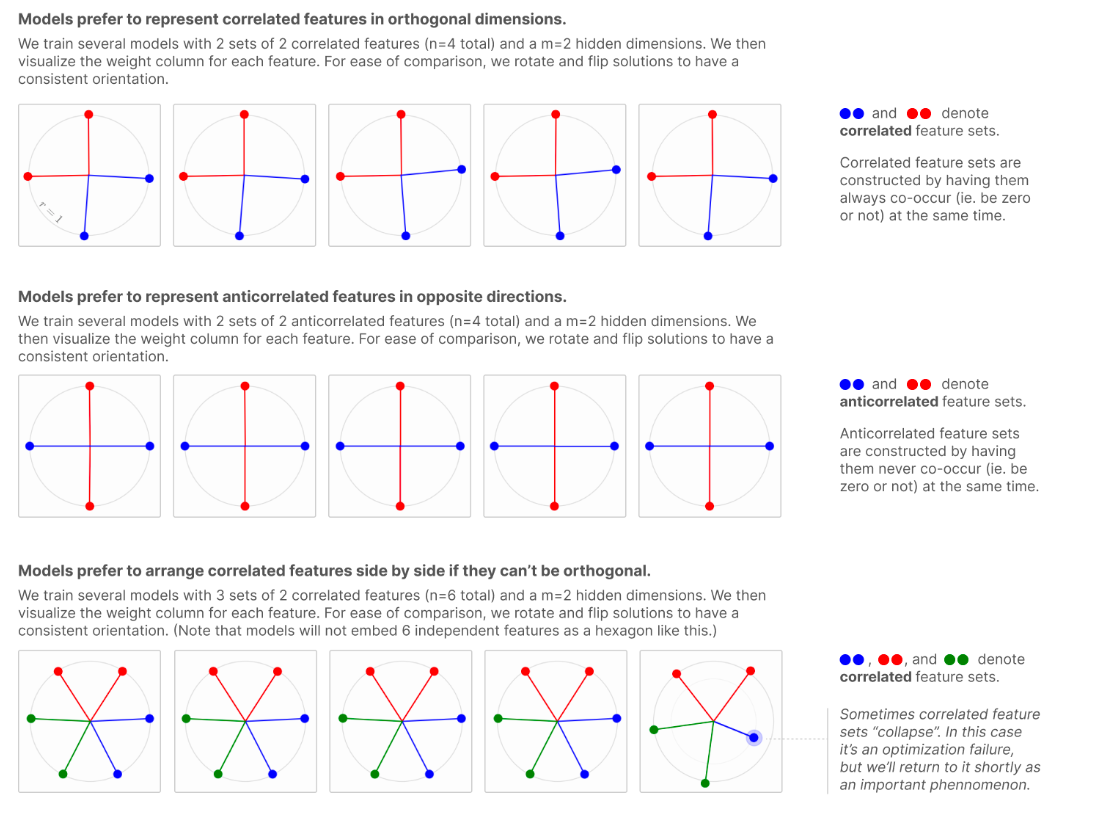 Models prefer to represent correlated features in orthogonal dimensions.
We train several models with 2 sets of 2 correlated features (n=4 total) and a m=2 hidden dimensions. We then
visualize the weight column for each feature. For ease of comparison, we rotate and flip solutions to have a
consistent orientation.
r = 1
and denote
correlated feature sets.
Correlated feature sets are
constructed by having them
always co-occur (ie. be zero
or not) at the same time.
Models prefer to represent anticorrelated features in opposite directions.
We train several models with 2 sets of 2 anticorrelated features (n=4 total) and a m=2 hidden dimensions. We
then visualize the weight column for each feature. For ease of comparison, we rotate and flip solutions to have a
consistent orientation.
and denote
anticorrelated feature sets.
Anticorrelated feature sets
are constructed by having
them never co-occur (ie. be
zero or not) at the same time.
Models prefer to arrange correlated features side by side if they can’t be orthogonal.
We train several models with 3 sets of 2 correlated features (n=6 total) and a m=2 hidden dimensions. We then
visualize the weight column for each feature. For ease of comparison, we rotate and flip solutions to have a
consistent orientation. (Note that models will not embed 6 independent features as a hexagon like this.)
, , and denote
correlated feature sets.
Sometimes correlated feature
sets “collapse”. In this case
it’s an optimization failure,
but we’ll return to it shortly as
an important phenomenon.